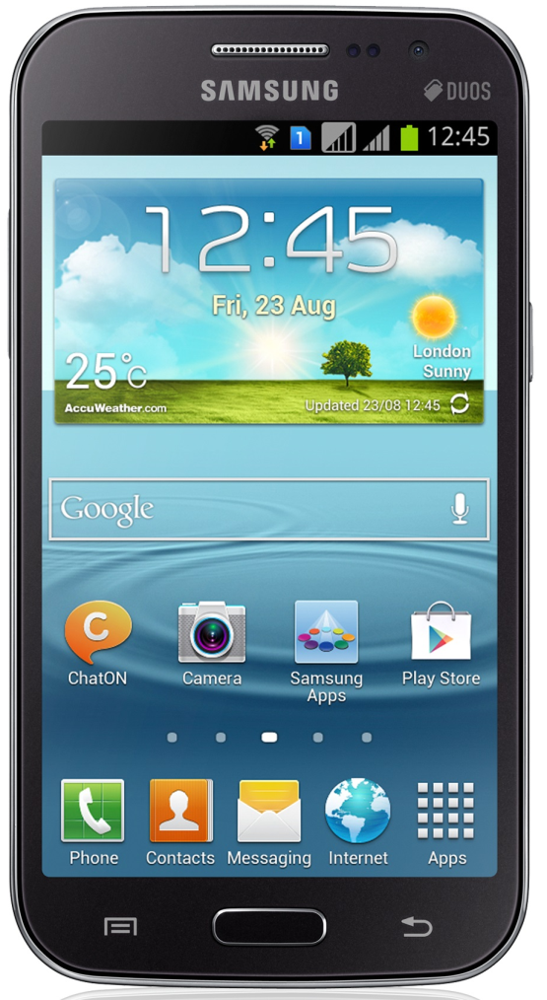 SAMSUNG
DUOS
1
12:45
12:45
Fri, 23 Aug
25°C
London
Sunny
AccuWeather.com
Updated 23/08 12:45
Google
C
ChatON
Camera
Samsung Apps
Play Store
Phone
Contacts
Messaging
Internet
Apps